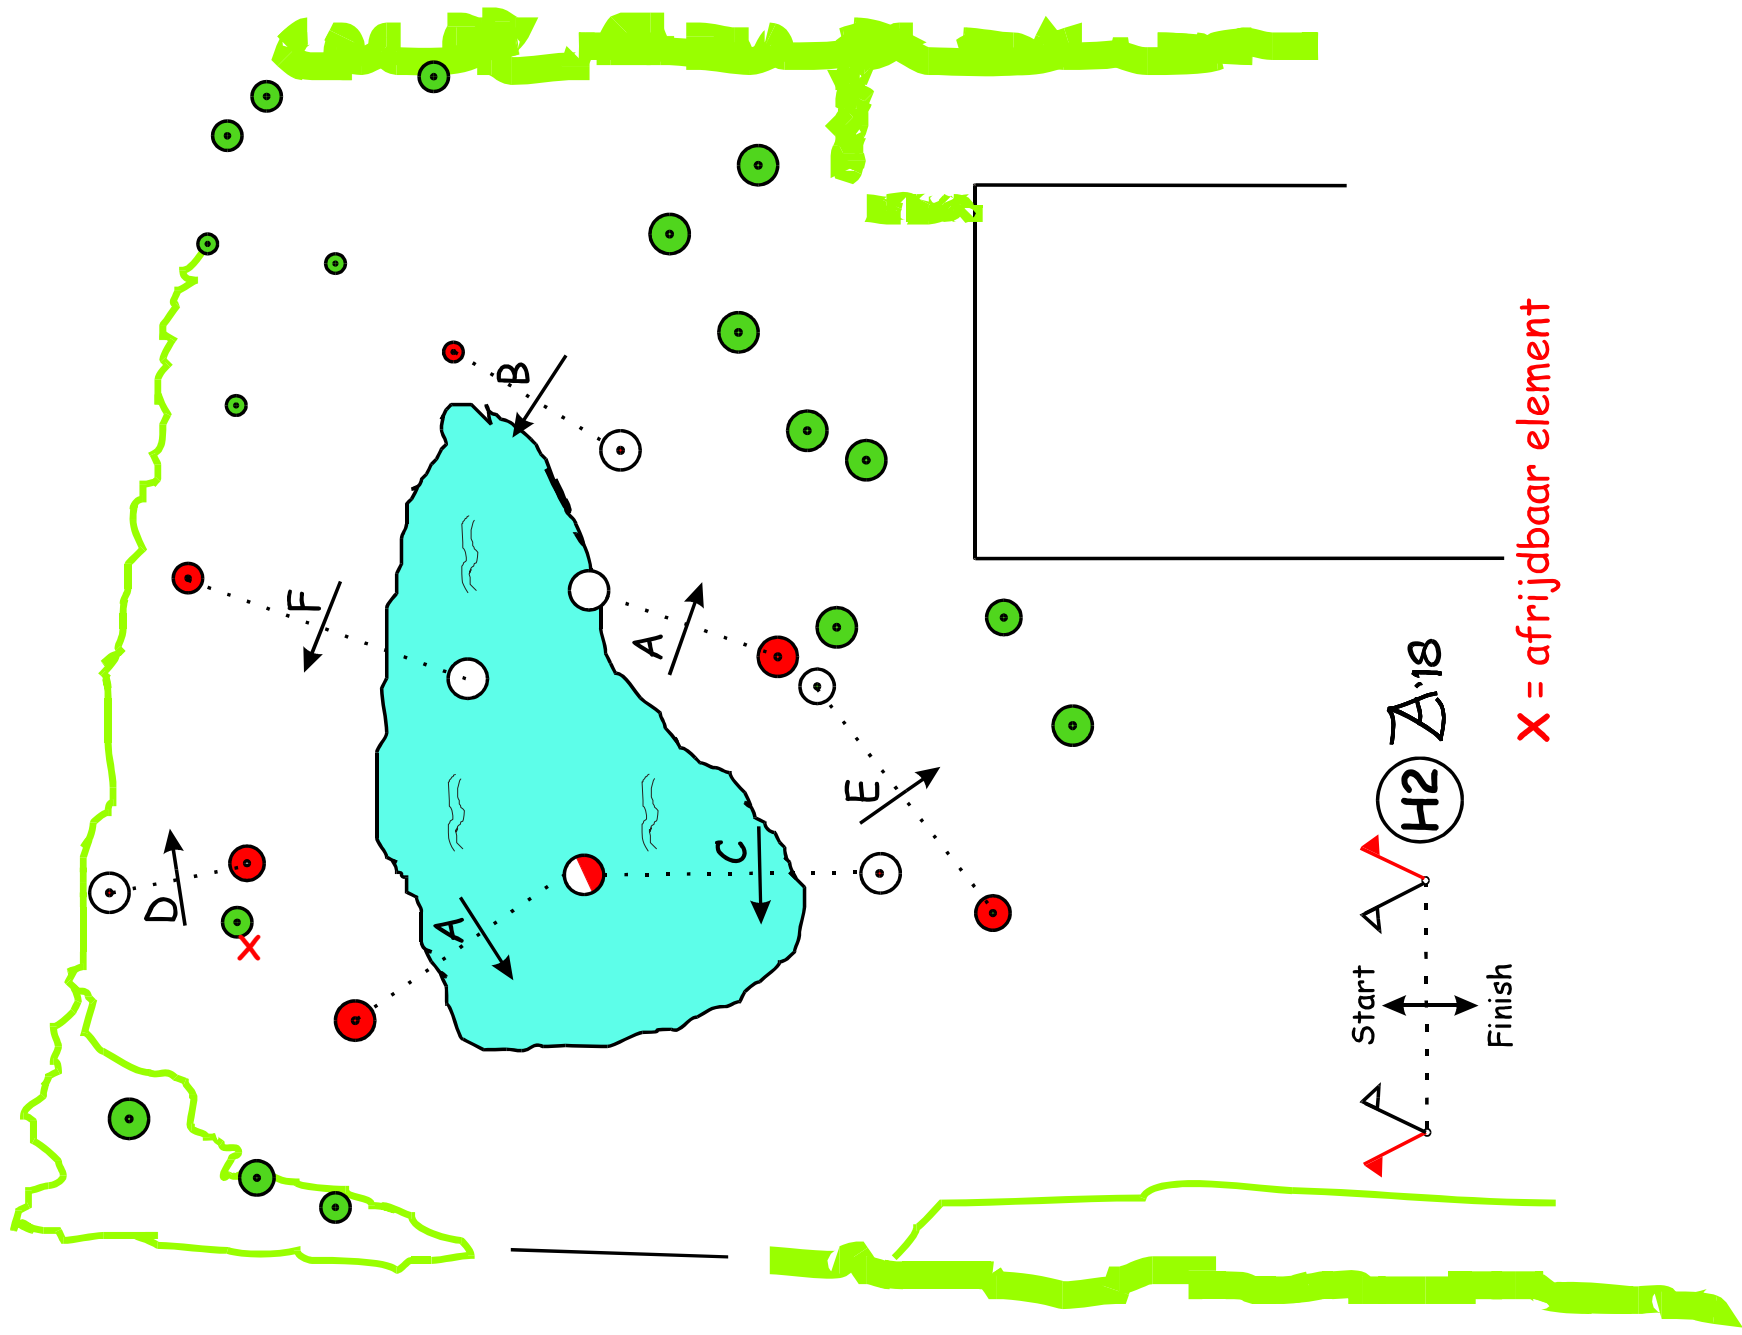 B
F
A
E
C
D
A
X
Start
Finish
H2
A'18
X = afrijdbaar element